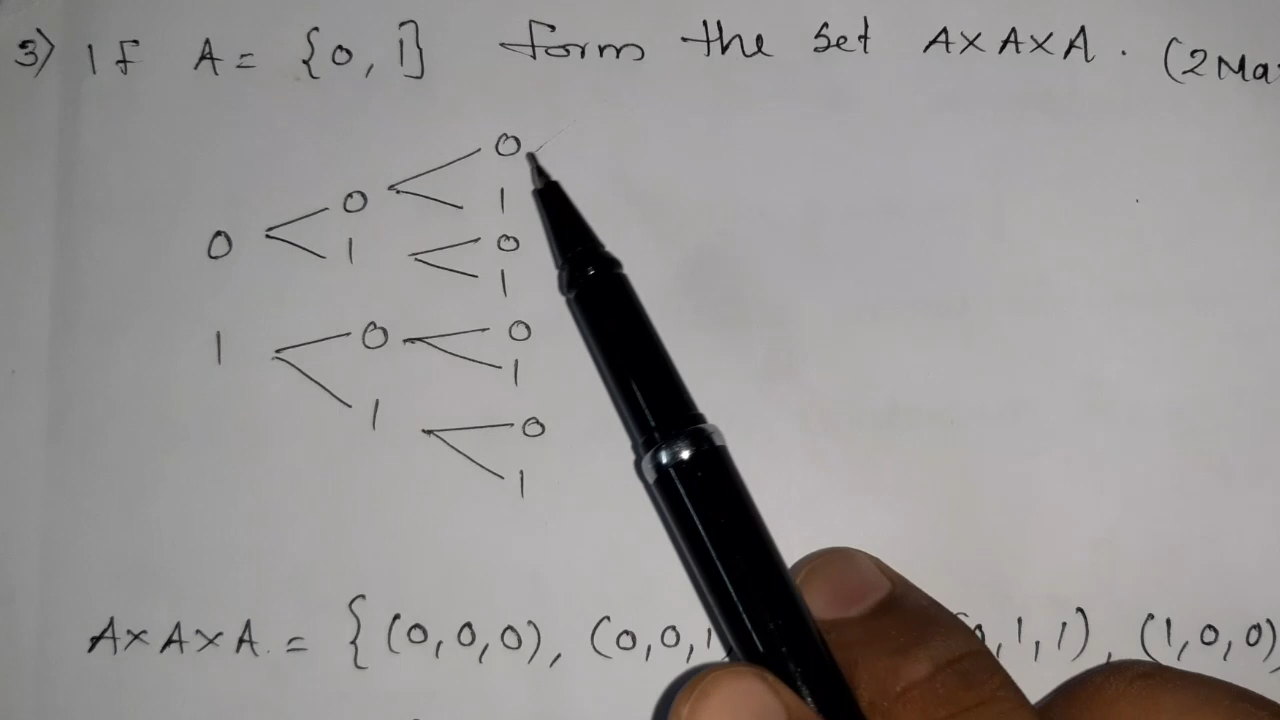 3) IF A = {0, 1} form the set A×A×A. (2Ma
0
1
0 0
1 0
1
1 0 0
1
1 0
1
A×A×A. = { (0,0,0), (0,0,1 ,1,1), (1,0,0)